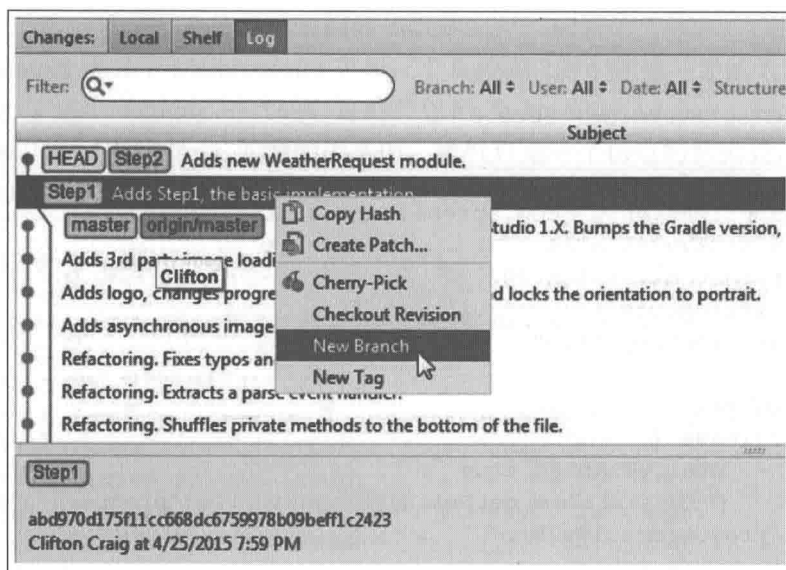 Changes: Local Shelf Log
Filter: Branch: All User: All Date: All Structure
Subject
HEAD Step2 Adds new WeatherRequest module.
Step1 Adds Step1, the basic implementation
Copy Hash
master origin/master tudio 1.X. Bumps the Gradle version,
Create Patch...
Adds 3rd party image loadi
Clifton
Cherry-Pick
Adds logo, changes progre d locks the orientation to portrait.
Checkout Revision
Adds asynchronous image
New Branch
Refactoring. Fixes typos an
New Tag
Refactoring. Extracts a parse event handler.
Refactoring. Shuffles private methods to the bottom of the file.
Step1
abd970d175f11cc668dc6759978b09beff1c2423
Clifton Craig at 4/25/2015 7:59 PM